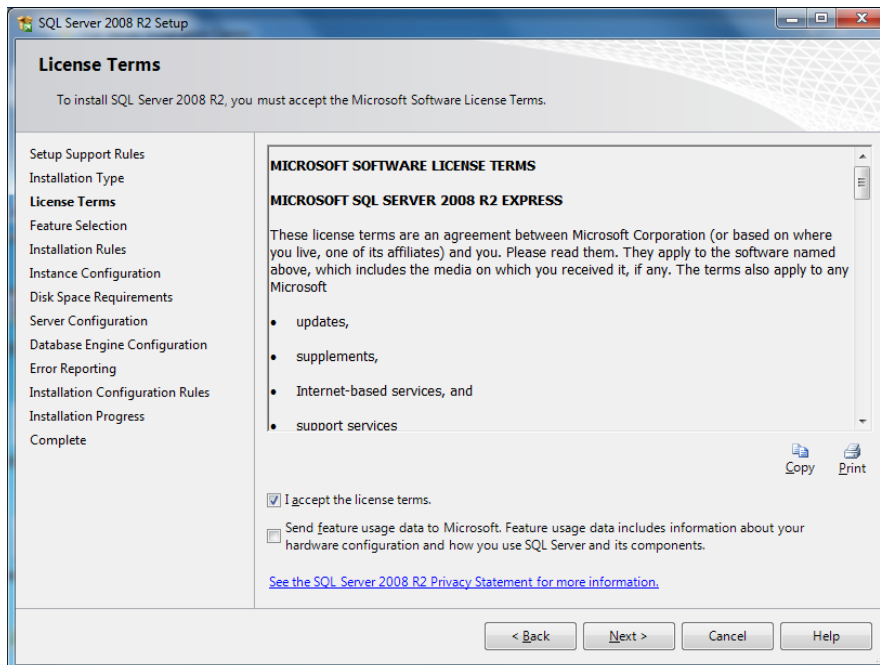 SQL Server 2008 R2 Setup
License Terms
To install SQL Server 2008 R2, you must accept the Microsoft Software License Terms.
Setup Support Rules
Installation Type
License Terms
Feature Selection
Installation Rules
Instance Configuration
Disk Space Requirements
Server Configuration
Database Engine Configuration
Error Reporting
Installation Configuration Rules
Installation Progress
Complete
MICROSOFT SOFTWARE LICENSE TERMS
MICROSOFT SQL SERVER 2008 R2 EXPRESS
These license terms are an agreement between Microsoft Corporation (or based on where
you live, one of its affiliates) and you. Please read them. They apply to the software named
above, which includes the media on which you received it, if any. The terms also apply to any
Microsoft
• updates,
• supplements,
• Internet-based services, and
• support services
Copy
Print
I accept the license terms.
Send feature usage data to Microsoft. Feature usage data includes information about your
hardware configuration and how you use SQL Server and its components.
See the SQL Server 2008 R2 Privacy Statement for more information.
< Back
Next >
Cancel
Help